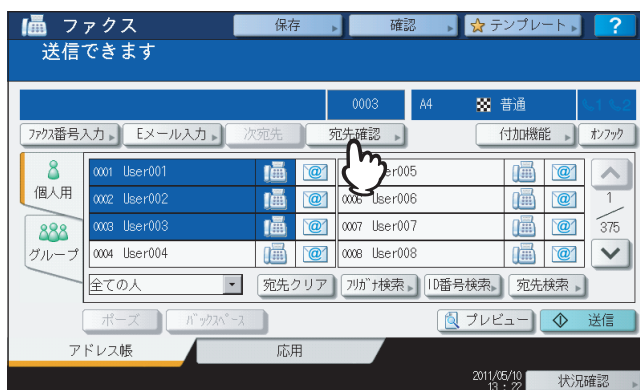 ファクス 保存 確認 テンプレート ?
送信できます
0003 A4 普通 1 2
ファクス番号入力 Eメール入力 次宛先 宛先確認 付加機能 オンフック
個人用
グループ
0001 User001
0002 User002
0003 User003
0004 User004
er005
0006 User006
0007 User007
0008 User008
1
375
全ての人 宛先クリア フリガナ検索 ID番号検索 宛先検索
ポーズ バックスペース プレビュー 送信
アドレス帳 応用
2011/05/10
13 : 22
状況確認